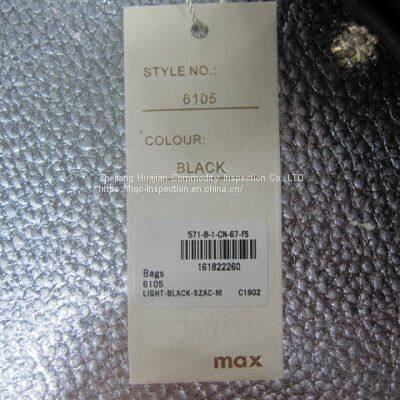 STYLE NO.:
6105
COLOUR:
BLACK
Zhejiang Huajian Commodity Inspection Co., LTD
https://hqc-inspection.en.china.cn/
571-8-1-CN-67-FS
161822260
Bags
6105
LIGHT-BLACK-SZAC-M C1902
max